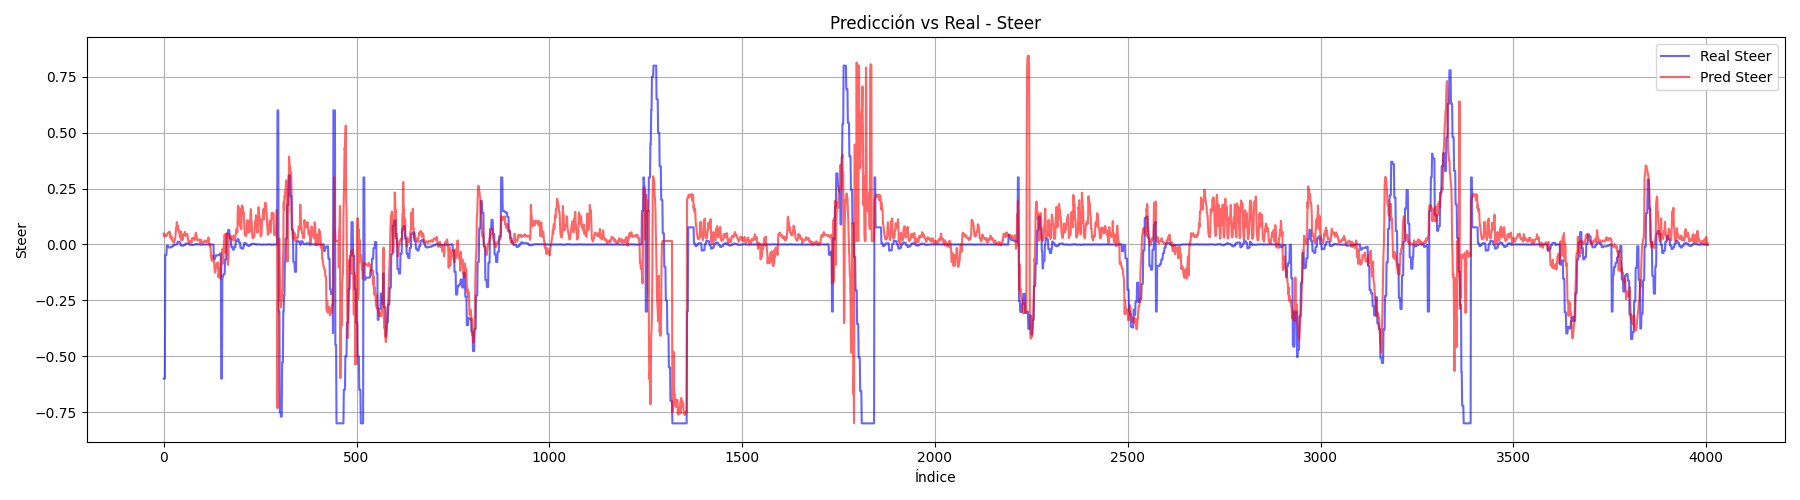 Predicción vs Real - Steer
Real Steer
Pred Steer
0.75
0.50
0.25
0.00
−0.25
−0.50
−0.75
Steer
0 500 1000 1500 2000 2500 3000 3500 4000
Índice